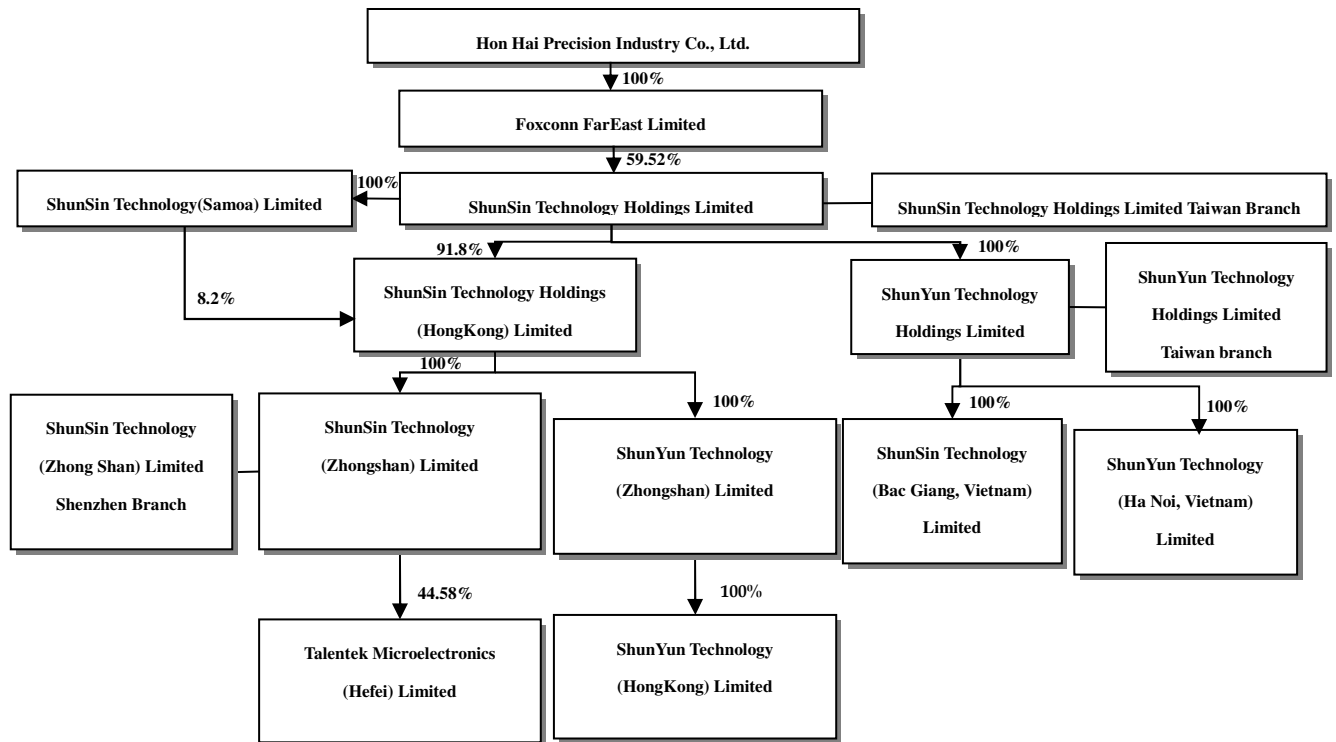 Hon Hai Precision Industry Co., Ltd.
100%
Foxconn FarEast Limited
59.52%
ShunSin Technology(Samoa) Limited
100%
ShunSin Technology Holdings Limited
ShunSin Technology Holdings Limited Taiwan Branch
91.8%
100%
8.2%
ShunSin Technology Holdings
(HongKong) Limited
ShunYun Technology
Holdings Limited
ShunYun Technology
Holdings Limited
Taiwan branch
100%
100%
100%
100%
ShunSin Technology
(Zhong Shan) Limited
Shenzhen Branch
ShunSin Technology
(Zhongshan) Limited
ShunYun Technology
(Zhongshan) Limited
ShunSin Technology
(Bac Giang, Vietnam)
Limited
ShunYun Technology
(Ha Noi, Vietnam)
Limited
44.58%
100%
Talentek Microelectronics
(Hefei) Limited
ShunYun Technology
(HongKong) Limited